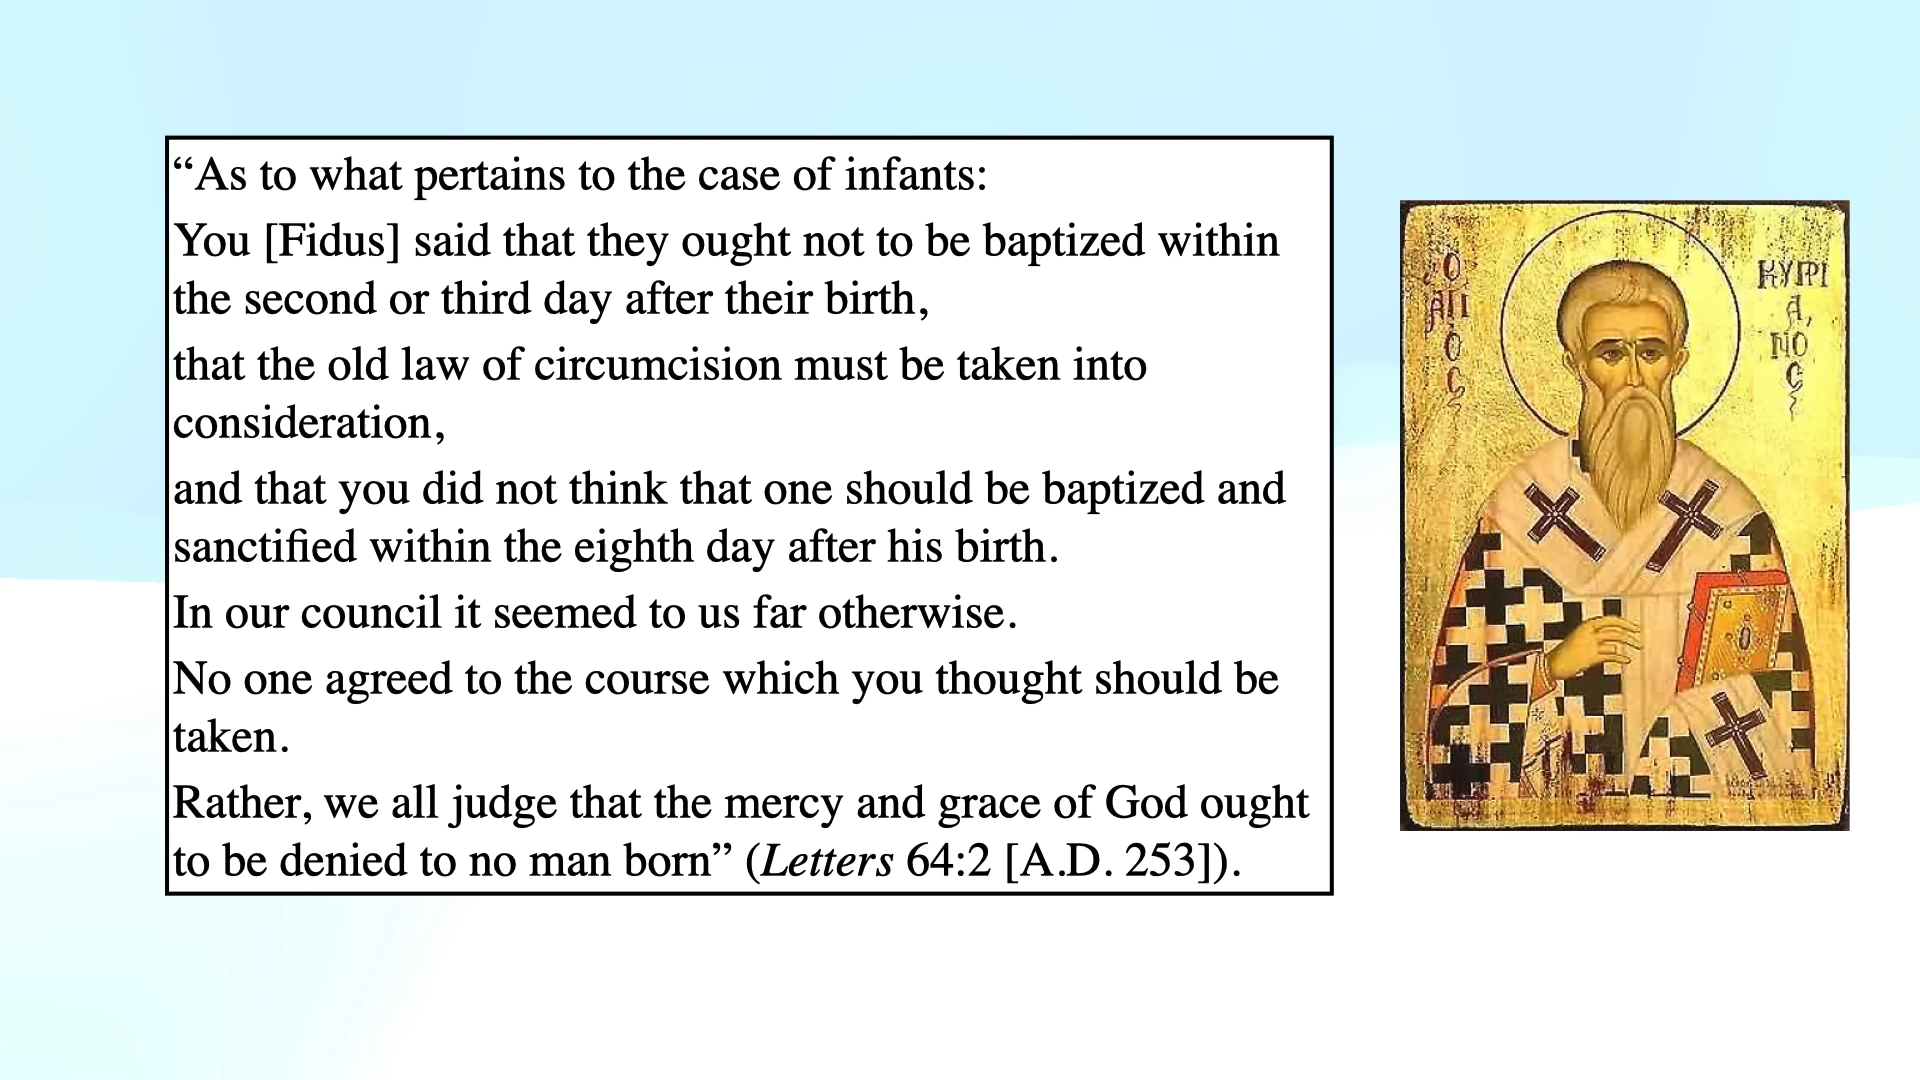 “As to what pertains to the case of infants:
You [Fidus] said that they ought not to be baptized within
the second or third day after their birth,
that the old law of circumcision must be taken into
consideration,
and that you did not think that one should be baptized and
sanctified within the eighth day after his birth.
In our council it seemed to us far otherwise.
No one agreed to the course which you thought should be
taken.
Rather, we all judge that the mercy and grace of God ought
to be denied to no man born” (Letters 64:2 [A.D. 253]).
Ο
ΑΓΙ
Ο
С
ΚΥΠΡΙ
Α
ΝΟ
С